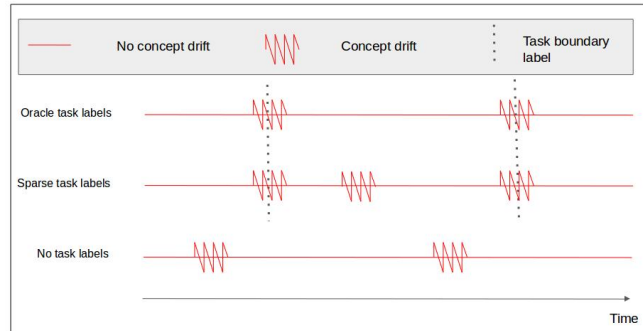 No concept drift
Concept drift
Task boundary
label
Oracle task labels
Sparse task labels
No task labels
Time